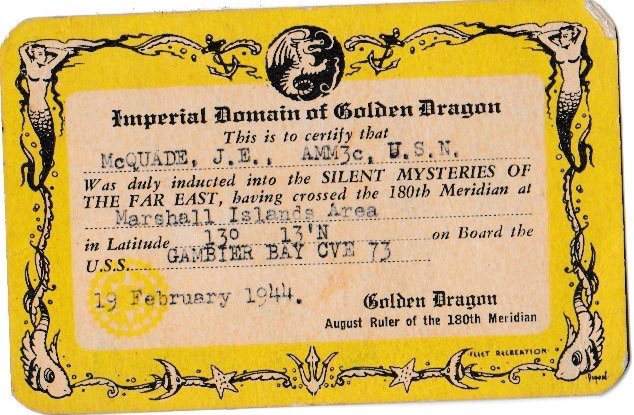 Imperial Domain of Golden Dragon
This is to certify that
McQUADE, J.E., AMM3c, U.S.N.
Was duly inducted into the SILENT MYSTERIES OF
THE FAR EAST, having crossed the 180th Meridian at
Marshall Islands Area
in Latitude 13o 13'N on Board the
U.S.S. GAMBIER BAY CVE 73
19 February 1944.
Golden Dragon
August Ruler of the 180th Meridian
FLEET RECREATION